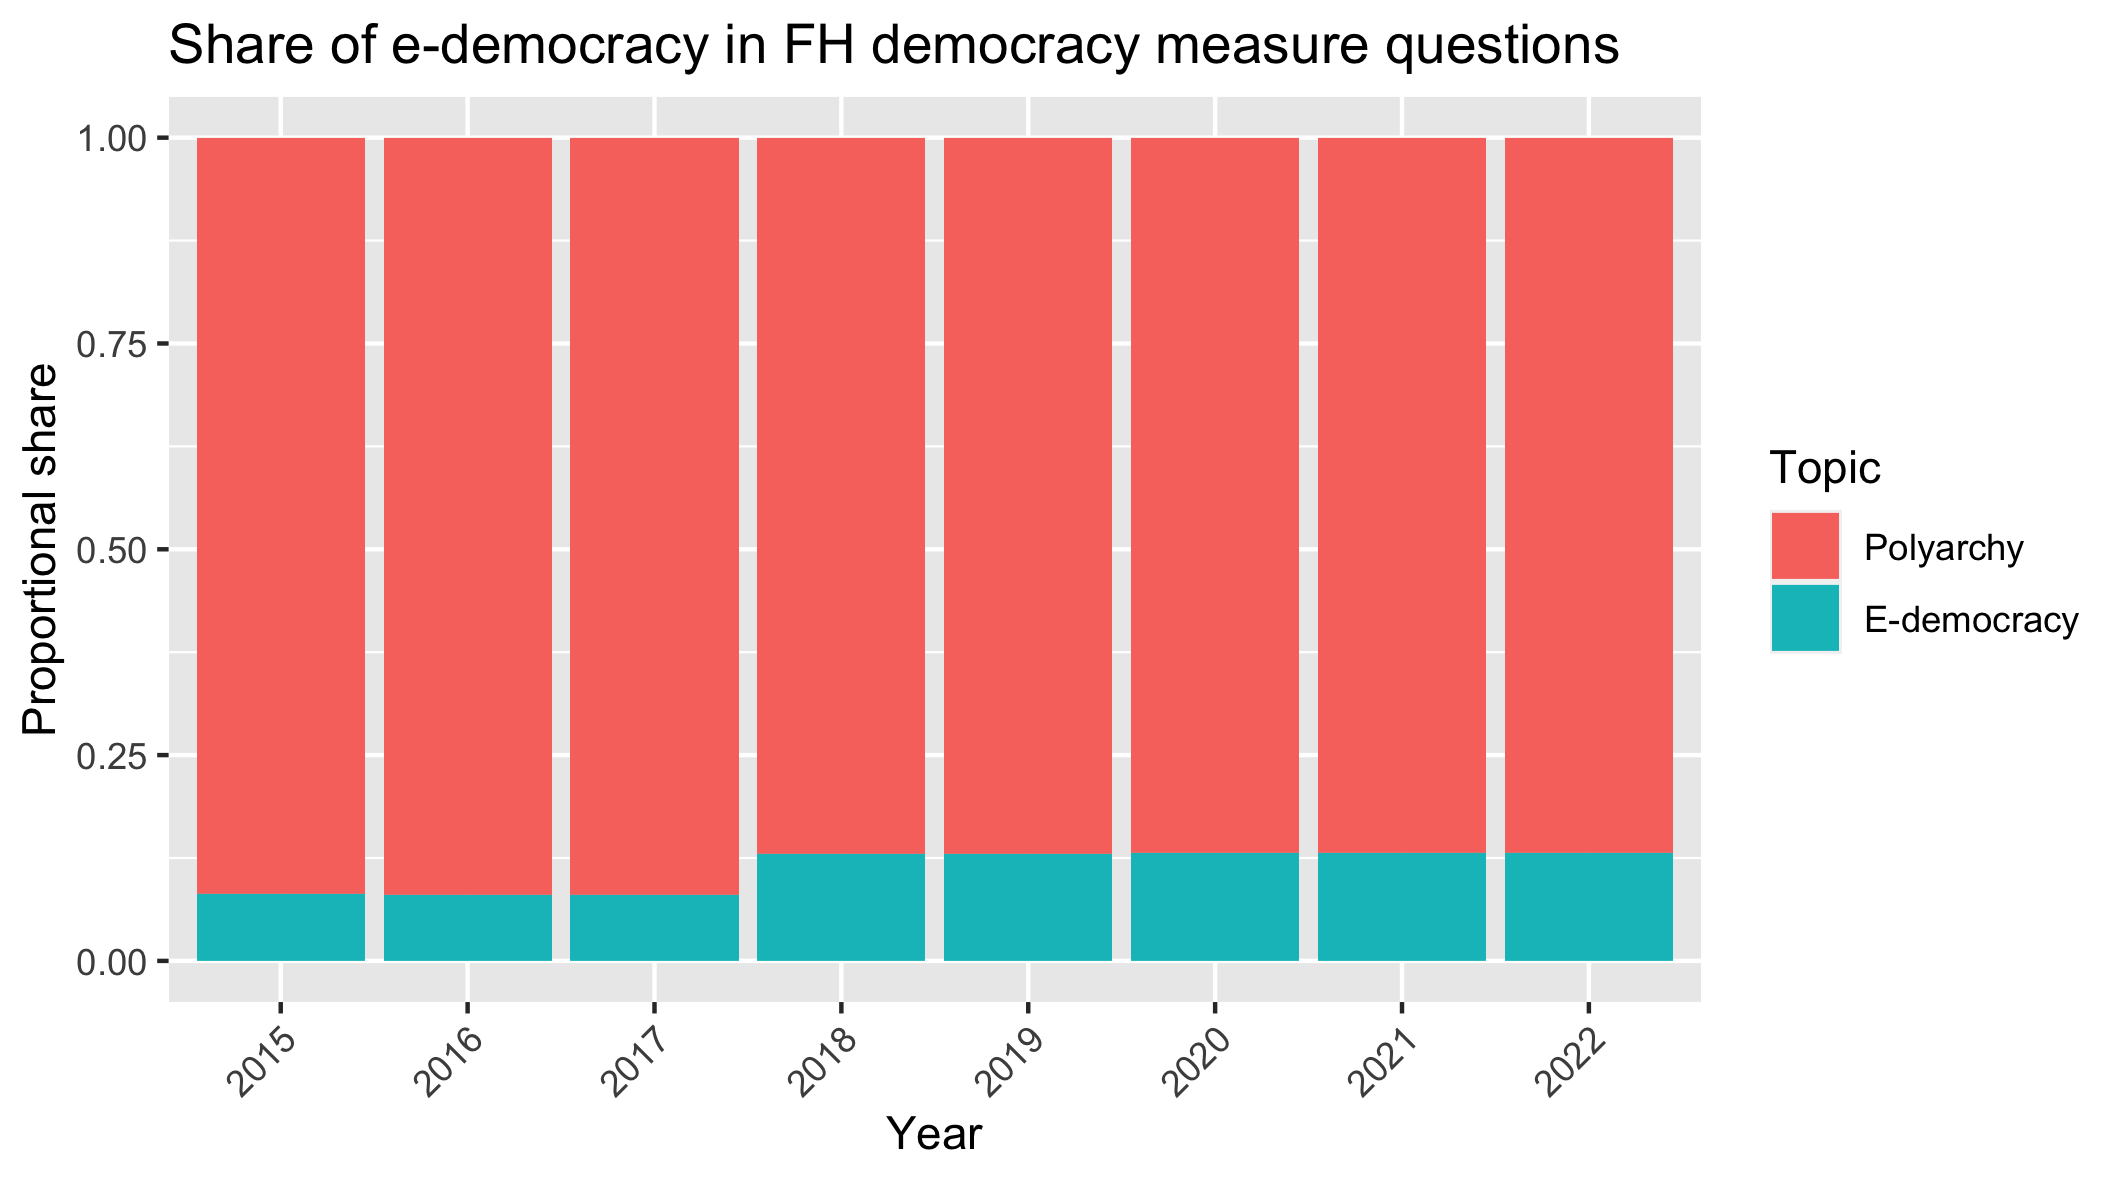 Share of e-democracy in FH democracy measure questions
Proportional share
1.00
0.75
0.50
0.25
0.00
2015
2016
2017
2018
2019
2020
2021
2022
Year
Topic
Polyarchy
E-democracy